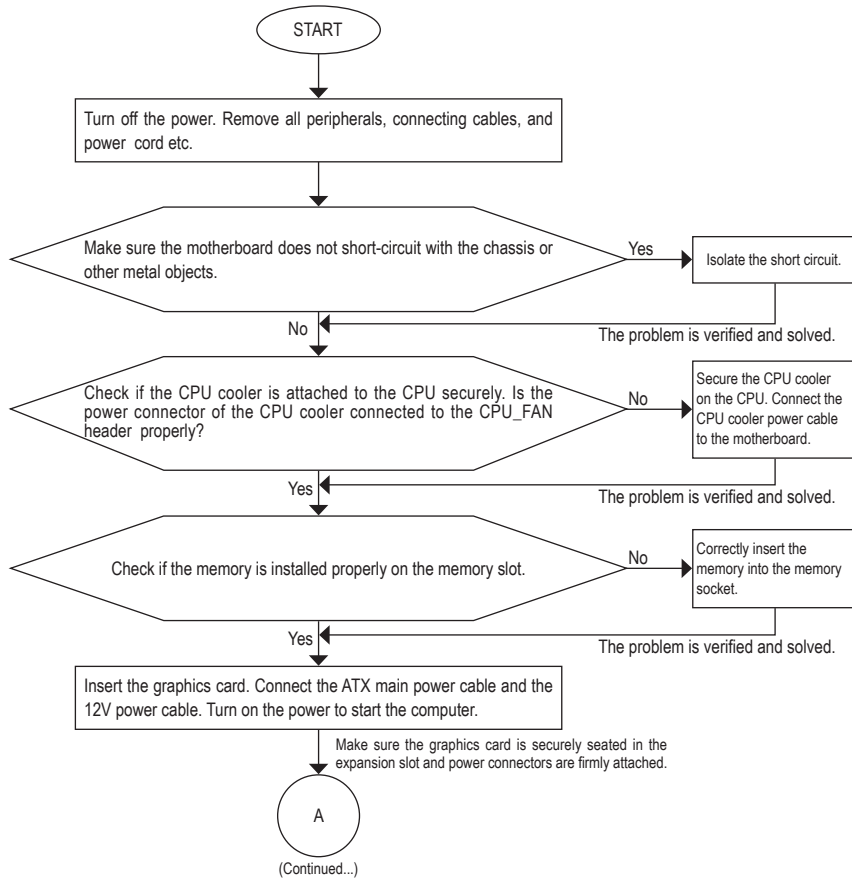 START
Turn off the power. Remove all peripherals, connecting cables, and
power cord etc.
Make sure the motherboard does not short-circuit with the chassis or
other metal objects.
Yes
Isolate the short circuit.
No
The problem is verified and solved.
Check if the CPU cooler is attached to the CPU securely. Is the
power connector of the CPU cooler connected to the CPU_FAN
header properly?
No
Secure the CPU cooler
on the CPU. Connect the
CPU cooler power cable
to the motherboard.
Yes
The problem is verified and solved.
Check if the memory is installed properly on the memory slot.
No
Correctly insert the
memory into the memory
socket.
Yes
The problem is verified and solved.
Insert the graphics card. Connect the ATX main power cable and the
12V power cable. Turn on the power to start the computer.
Make sure the graphics card is securely seated in the
expansion slot and power connectors are firmly attached.
A
(Continued...)